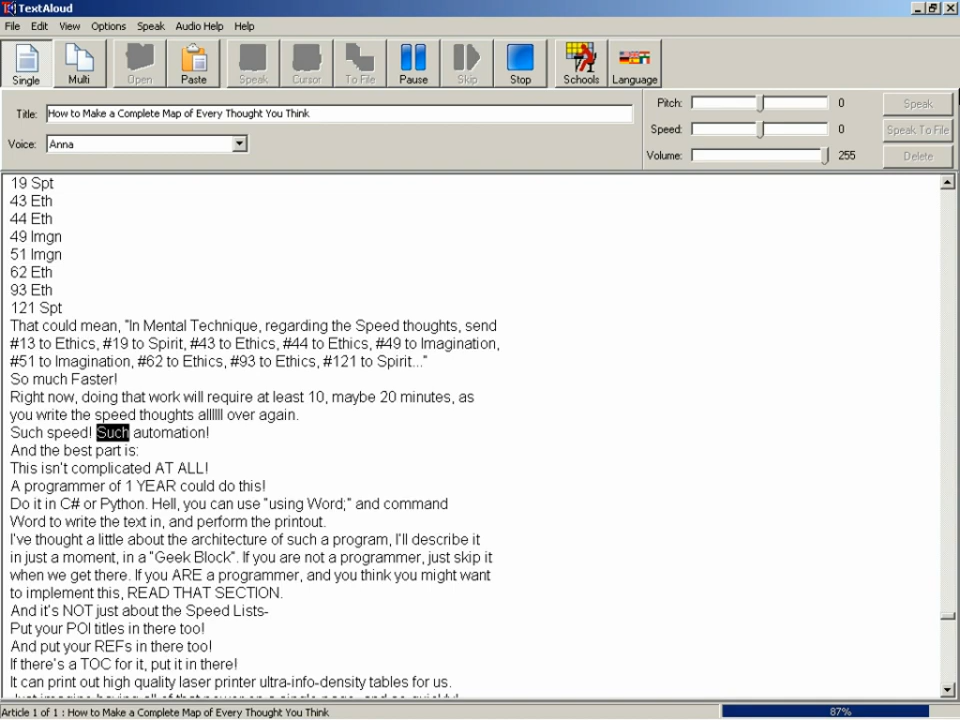 TextAloud
File Edit View Options Speak Audio Help Help
Single Multi Open Paste Speak Cursor To File Pause Skip Stop Schools Language
Title: How to Make a Complete Map of Every Thought You Think
Voice: Anna
Pitch: 0 Speak
Speed: 0 Speak To File
Volume: 255 Delete
19 Spt
43 Eth
44 Eth
49 Imgn
51 Imgn
62 Eth
93 Eth
121 Spt
That could mean, "In Mental Technique, regarding the Speed thoughts, send
#13 to Ethics, #19 to Spirit, #43 to Ethics, #44 to Ethics, #49 to Imagination,
#51 to Imagination, #62 to Ethics, #93 to Ethics, #121 to Spirit..."
So much Faster!
Right now, doing that work will require at least 10, maybe 20 minutes, as
you write the speed thoughts allllll over again.
Such speed! Such automation!
And the best part is:
This isn't complicated AT ALL!
A programmer of 1 YEAR could do this!
Do it in C# or Python. Hell, you can use "using Word;" and command
Word to write the text in, and perform the printout.
I've thought a little about the architecture of such a program, I'll describe it
in just a moment, in a "Geek Block". If you are not a programmer, just skip it
when we get there. If you ARE a programmer, and you think you might want
to implement this, READ THAT SECTION.
And it's NOT just about the Speed Lists-
Put your POI titles in there too!
And put your REFs in there too!
If there's a TOC for it, put it in there!
It can print out high quality laser printer ultra-info-density tables for us.
Just imagine having all of that power on a single page, and so quickly!
Article 1 of 1 : How to Make a Complete Map of Every Thought You Think 87%